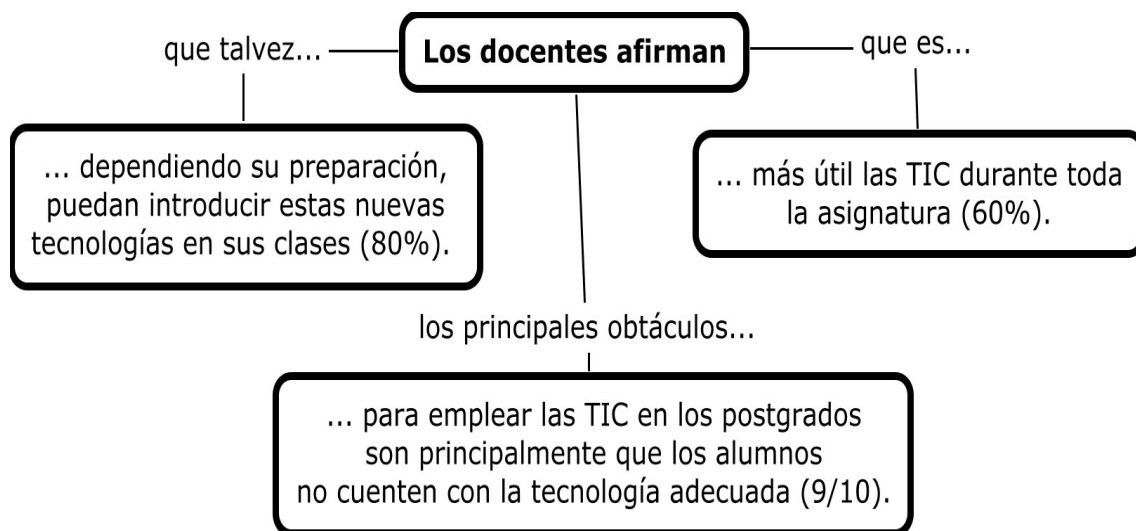 Los docentes afirman
que talvez...
... dependiendo su preparación,
puedan introducir estas nuevas
tecnologías en sus clases (80%).
que es...
... más útil las TIC durante toda
la asignatura (60%).
los principales obtáculos...
... para emplear las TIC en los postgrados
son principalmente que los alumnos
no cuenten con la tecnología adecuada (9/10).